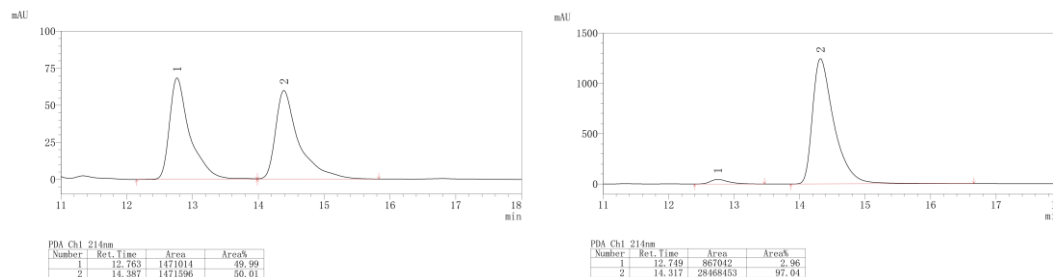 mAU
100
75
50
25
0
1
2
11 12 13 14 15 16 17 18
min
PDA Ch1 214nm
Number Ret. Time Area Area%
1 12.763 1471014 49.99
2 14.387 1471596 50.01
mAU
1500
1000
500
0
1
2
11 12 13 14 15 16 17
min
PDA Ch1 214nm
Number Ret. Time Area Area%
1 12.749 867042 2.96
2 14.317 28468453 97.04